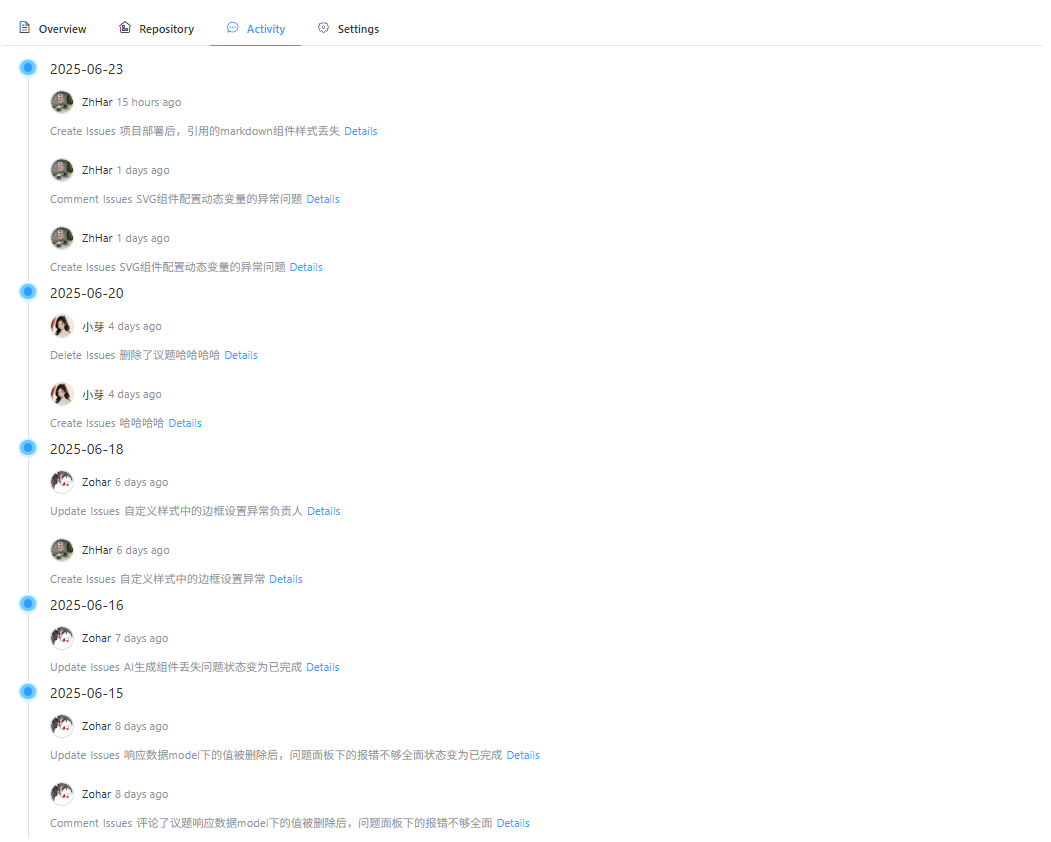 Overview Repository Activity Settings
2025-06-23
ZhHar 15 hours ago
Create Issues 项目部署后，引用的markdown组件样式丢失 Details
ZhHar 1 days ago
Comment Issues SVG组件配置动态变量的异常问题 Details
ZhHar 1 days ago
Create Issues SVG组件配置动态变量的异常问题 Details
2025-06-20
小芽 4 days ago
Delete Issues 删除了议题哈哈哈哈 Details
小芽 4 days ago
Create Issues 哈哈哈哈 Details
2025-06-18
Zohar 6 days ago
Update Issues 自定义样式中的边框设置异常负责人 Details
ZhHar 6 days ago
Create Issues 自定义样式中的边框设置异常 Details
2025-06-16
Zohar 7 days ago
Update Issues AI生成组件丢失问题状态变为已完成 Details
2025-06-15
Zohar 8 days ago
Update Issues 响应数据model下的值被删除后，问题面板下的报错不够全面状态变为已完成 Details
Zohar 8 days ago
Comment Issues 评论了议题响应数据model下的值被删除后，问题面板下的报错不够全面 Details